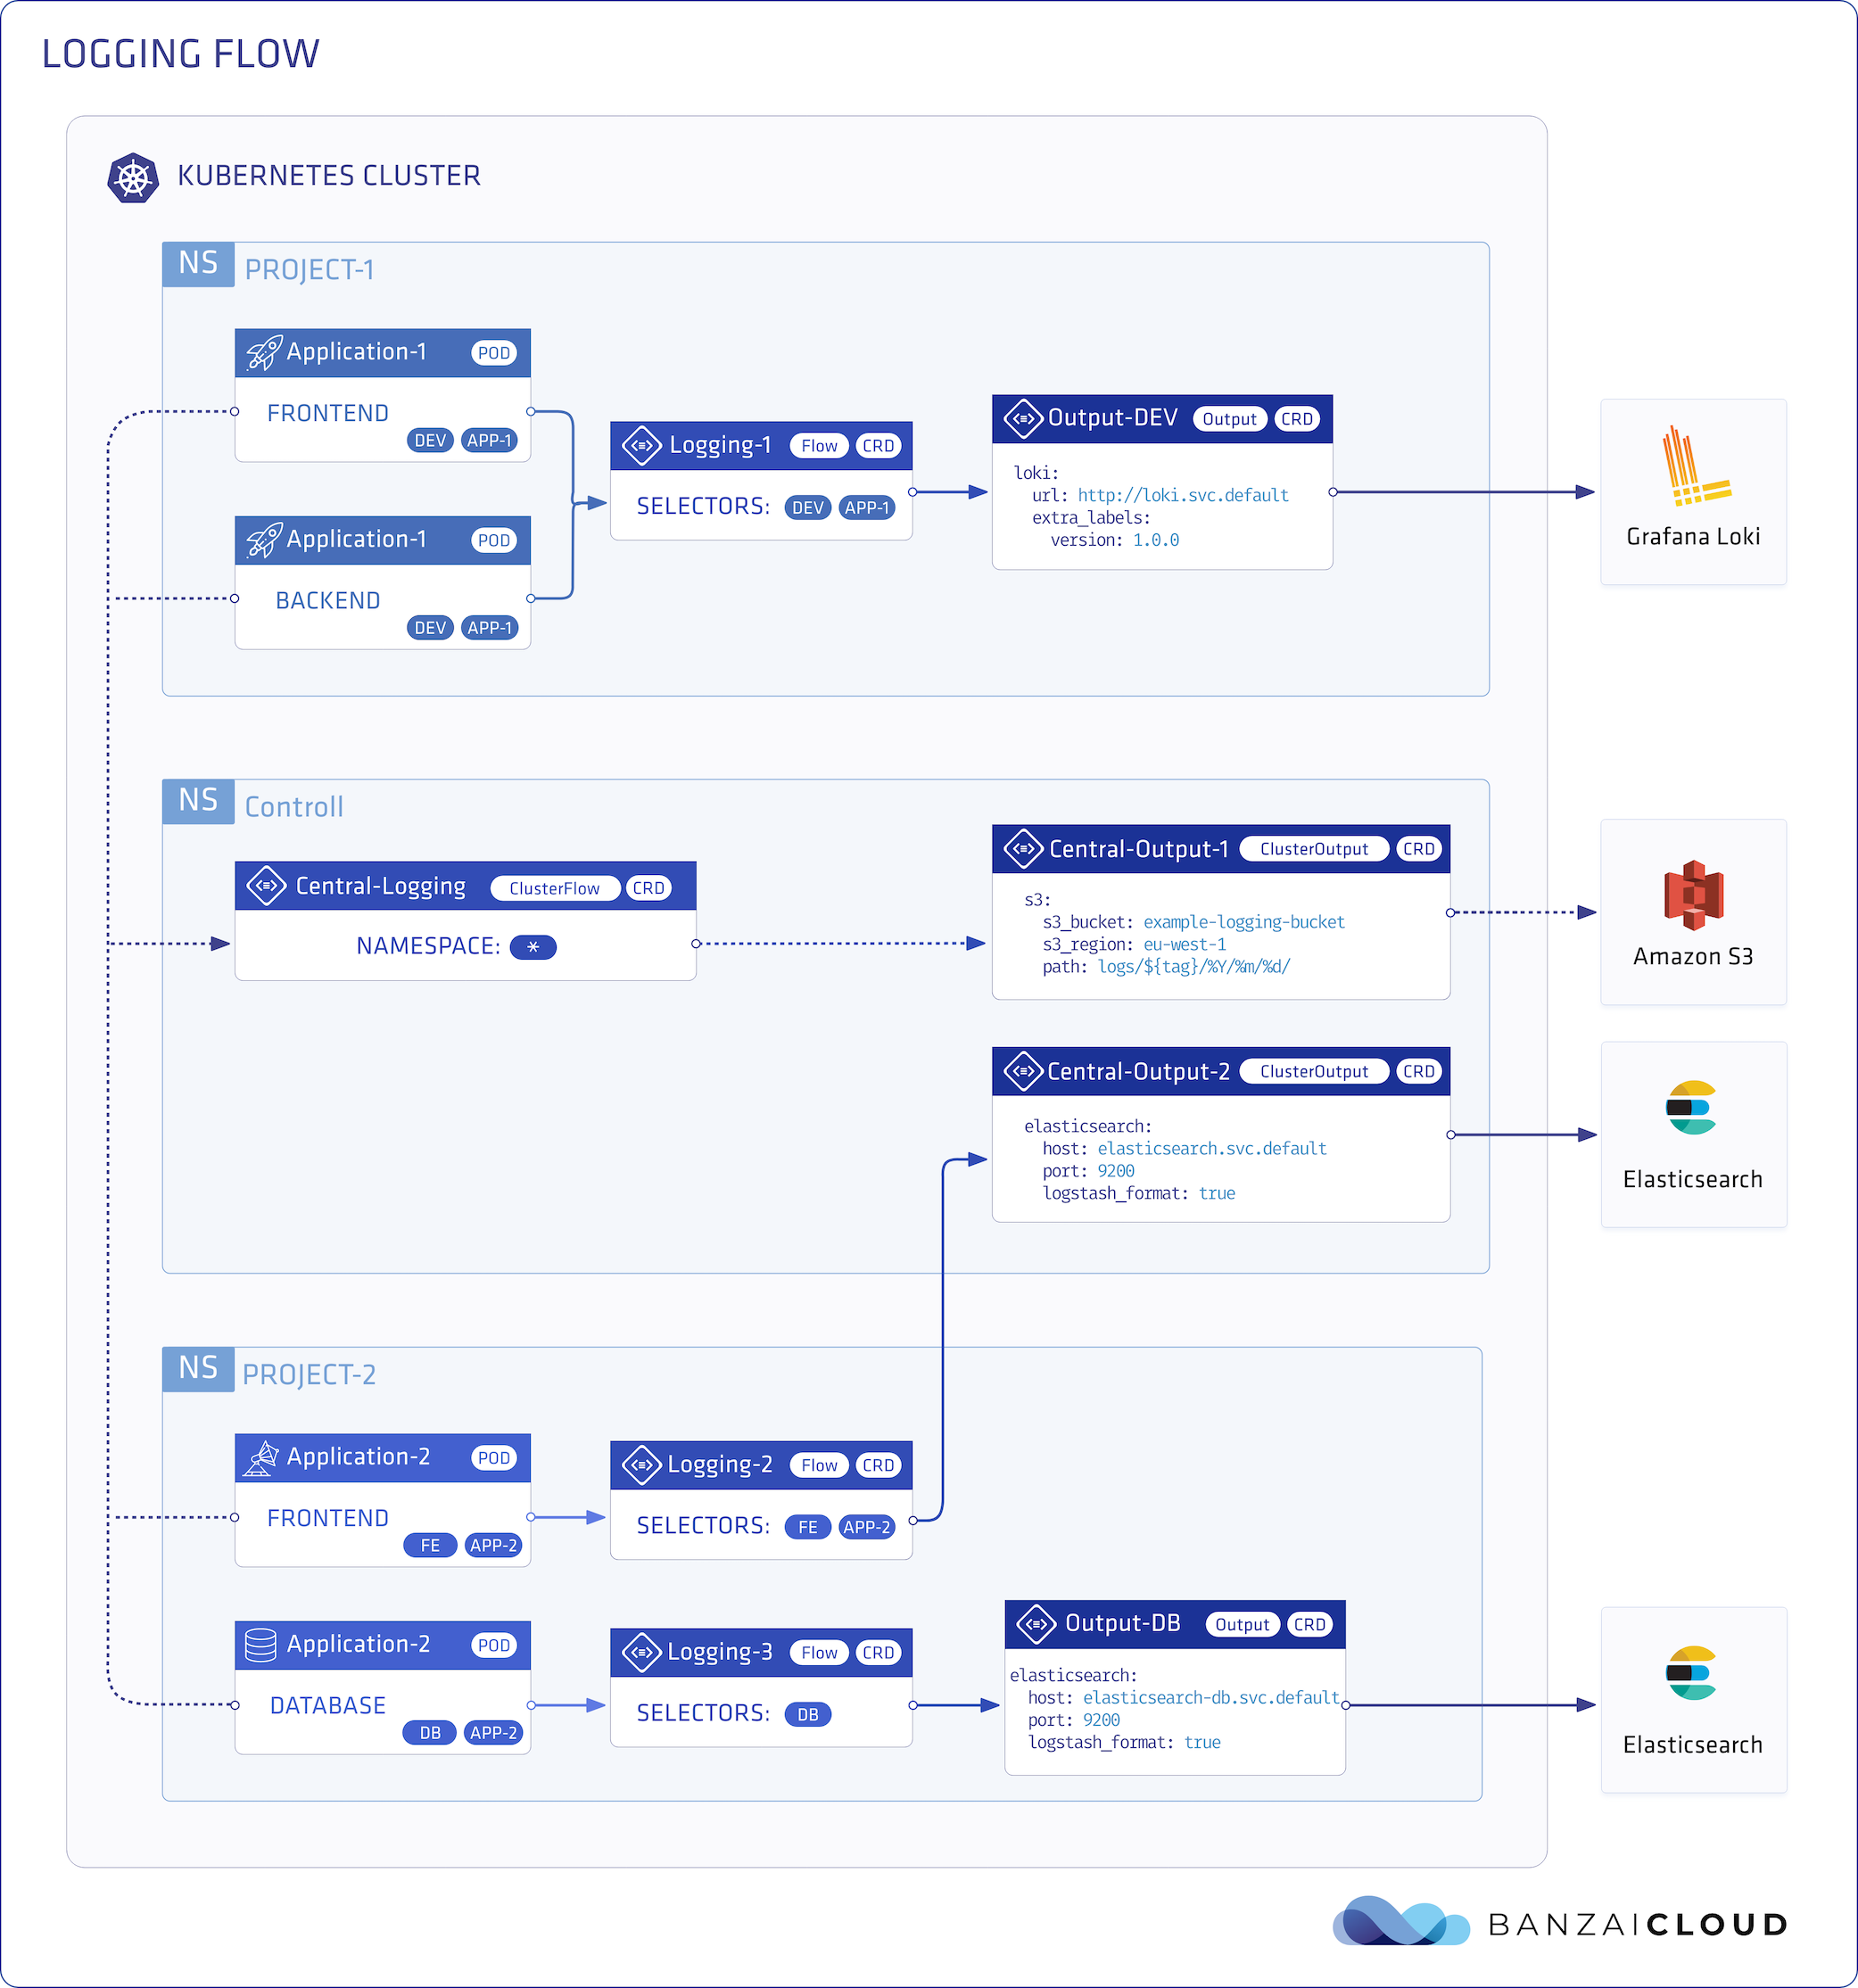 LOGGING FLOW
KUBERNETES CLUSTER
NS PROJECT-1
Application-1 POD
FRONTEND
DEV APP-1
Application-1 POD
BACKEND
DEV APP-1
Logging-1 Flow CRD
SELECTORS: DEV APP-1
Output-DEV Output CRD
loki:
url: http://loki.svc.default
extra_labels:
version: 1.0.0
Grafana Loki
NS Controll
Central-Logging ClusterFlow CRD
NAMESPACE: *
Central-Output-1 ClusterOutput CRD
s3:
s3_bucket: example-logging-bucket
s3_region: eu-west-1
path: logs/${tag}/%Y/%m/%d/
Amazon S3
Central-Output-2 ClusterOutput CRD
elasticsearch:
host: elasticsearch.svc.default
port: 9200
logstash_format: true
Elasticsearch
NS PROJECT-2
Application-2 POD
FRONTEND
FE APP-2
Logging-2 Flow CRD
SELECTORS: FE APP-2
Application-2 POD
DATABASE
DB APP-2
Logging-3 Flow CRD
SELECTORS: DB
Output-DB Output CRD
elasticsearch:
host: elasticsearch-db.svc.default
port: 9200
logstash_format: true
Elasticsearch
BANZAICLOUD